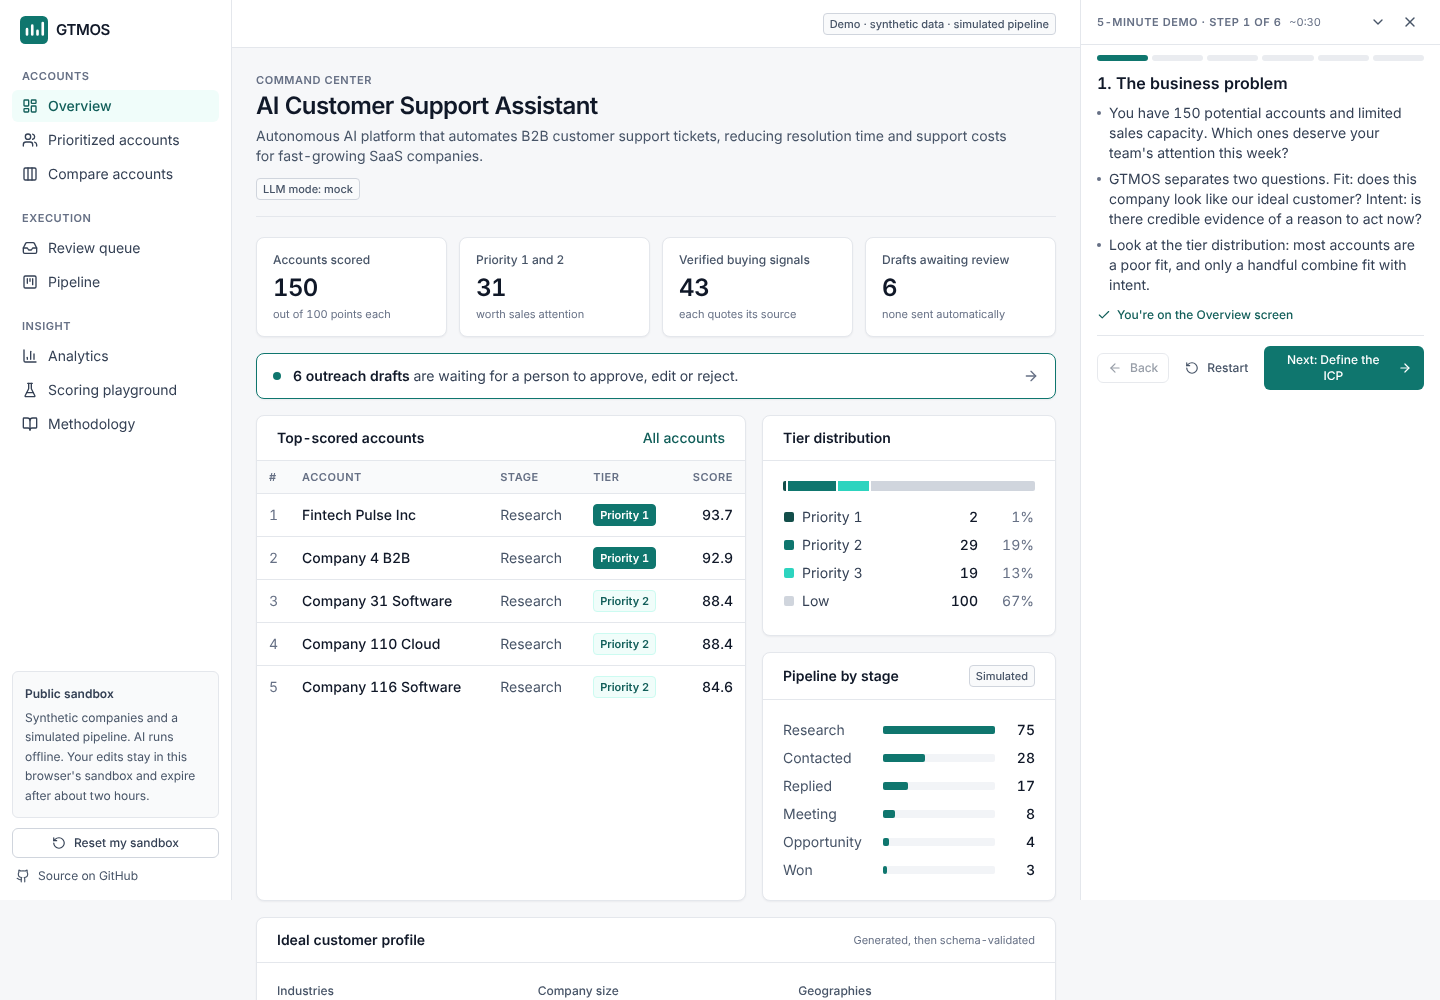 GTMOS
ACCOUNTS
Overview
Prioritized accounts
Compare accounts
EXECUTION
Review queue
Pipeline
INSIGHT
Analytics
Scoring playground
Methodology
Public sandbox
Synthetic companies and a
simulated pipeline. AI runs
offline. Your edits stay in this
browser's sandbox and expire
after about two hours.
Reset my sandbox
Source on GitHub
Demo · synthetic data · simulated pipeline
COMMAND CENTER
AI Customer Support Assistant
Autonomous AI platform that automates B2B customer support tickets, reducing resolution time and support costs
for fast-growing SaaS companies.
LLM mode: mock
Accounts scored
150
out of 100 points each
Priority 1 and 2
31
worth sales attention
Verified buying signals
43
each quotes its source
Drafts awaiting review
6
none sent automatically
6 outreach drafts are waiting for a person to approve, edit or reject.
Top-scored accounts All accounts
# ACCOUNT STAGE TIER SCORE
1 Fintech Pulse Inc Research Priority 1 93.7
2 Company 4 B2B Research Priority 1 92.9
3 Company 31 Software Research Priority 2 88.4
4 Company 110 Cloud Research Priority 2 88.4
5 Company 116 Software Research Priority 2 84.6
Tier distribution
Priority 1 2 1%
Priority 2 29 19%
Priority 3 19 13%
Low 100 67%
Pipeline by stage Simulated
Research 75
Contacted 28
Replied 17
Meeting 8
Opportunity 4
Won 3
Ideal customer profile Generated, then schema-validated
Industries Company size Geographies
5-MINUTE DEMO · STEP 1 OF 6 ~0:30
1. The business problem
• You have 150 potential accounts and limited
sales capacity. Which ones deserve your
team's attention this week?
• GTMOS separates two questions. Fit: does this
company look like our ideal customer? Intent: is
there credible evidence of a reason to act now?
• Look at the tier distribution: most accounts are
a poor fit, and only a handful combine fit with
intent.
You're on the Overview screen
Back
Restart
Next: Define the
ICP